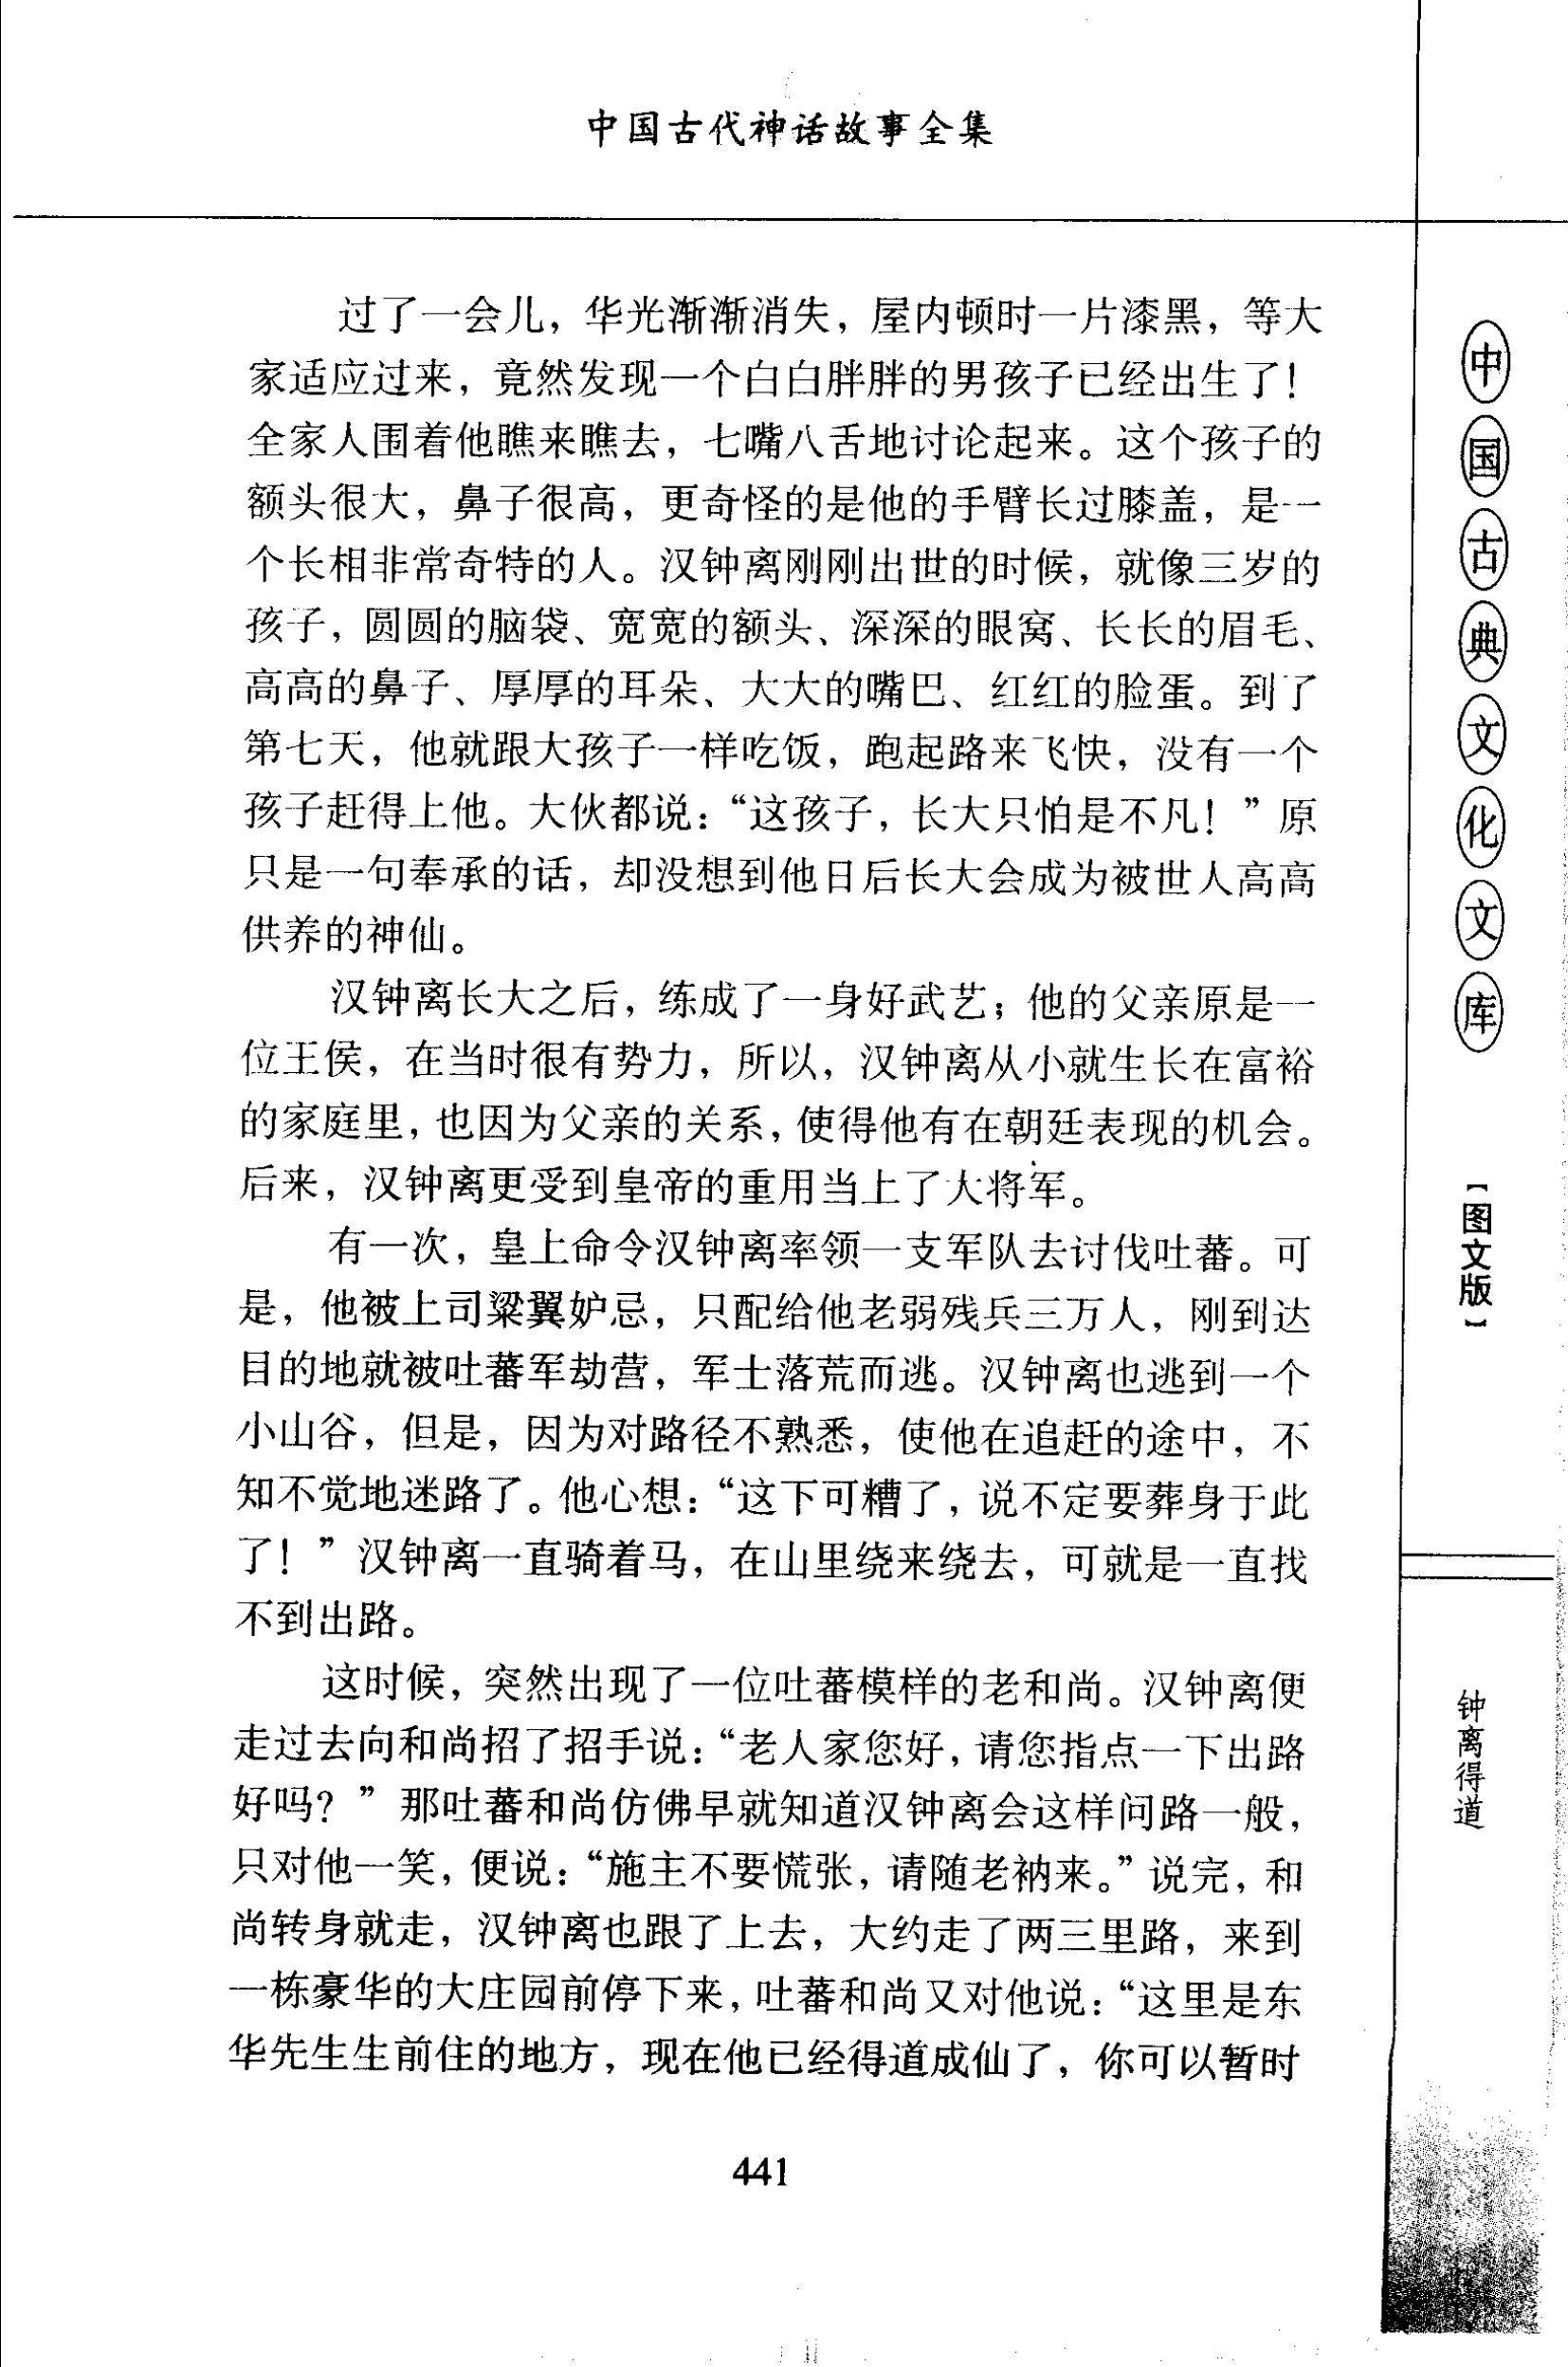 中国古代神话故事全集
过了一会儿，华光渐渐消失，屋内顿时一片漆黑，等大
家适应过来，竟然发现一个白白胖胖的男孩子已经出生了！
全家人围着他瞧来瞧去，七嘴八舌地讨论起来。这个孩子的
额头很大，鼻子很高，更奇怪的是他的手臂长过膝盖，是一
个长相非常奇特的人。汉钟离刚刚出世的时候，就像三岁的
孩子，圆圆的脑袋、宽宽的额头、深深的眼窝、长长的眉毛、
高高的鼻子、厚厚的耳朵、大大的嘴巴、红红的脸蛋。到了
第七天，他就跟大孩子一样吃饭，跑起路来飞快，没有一个
孩子赶得上他。大伙都说：“这孩子，长大只怕是不凡！”原
只是一句奉承的话，却没想到他日后长大会成为被世人高高
供养的神仙。
汉钟离长大之后，练成了一身好武艺；他的父亲原是一
位王侯，在当时很有势力，所以，汉钟离从小就生长在富裕
的家庭里，也因为父亲的关系，使得他有在朝廷表现的机会。
后来，汉钟离更受到皇帝的重用当上了大将军。
有一次，皇上命令汉钟离率领一支军队去讨伐吐蕃。可
是，他被上司梁翼妒忌，只配给他老弱残兵三万人，刚到达
目的地就被吐蕃军劫营，军士落荒而逃。汉钟离也逃到一个
小山谷，但是，因为对路径不熟悉，使他在追赶的途中，不
知不觉地迷路了。他心想：“这下可糟了，说不定要葬身于此
了！”汉钟离一直骑着马，在山里绕来绕去，可就是一直找
不到出路。
这时候，突然出现了一位吐蕃模样的老和尚。汉钟离便
走过去向和尚招了招手说：“老人家您好，请您指点一下出路
好吗？”那吐蕃和尚仿佛早就知道汉钟离会这样问路一般，
只对他一笑，便说：“施主不要慌张，请随老衲来。”说完，和
尚转身就走，汉钟离也跟了上去，大约走了两三里路，来到
一栋豪华的大庄园前停下来，吐蕃和尚又对他说：“这里是东
华先生生前住的地方，现在他已经得道成仙了，你可以暂时
441
中国古典文化文库
【图文版】
钟离得道